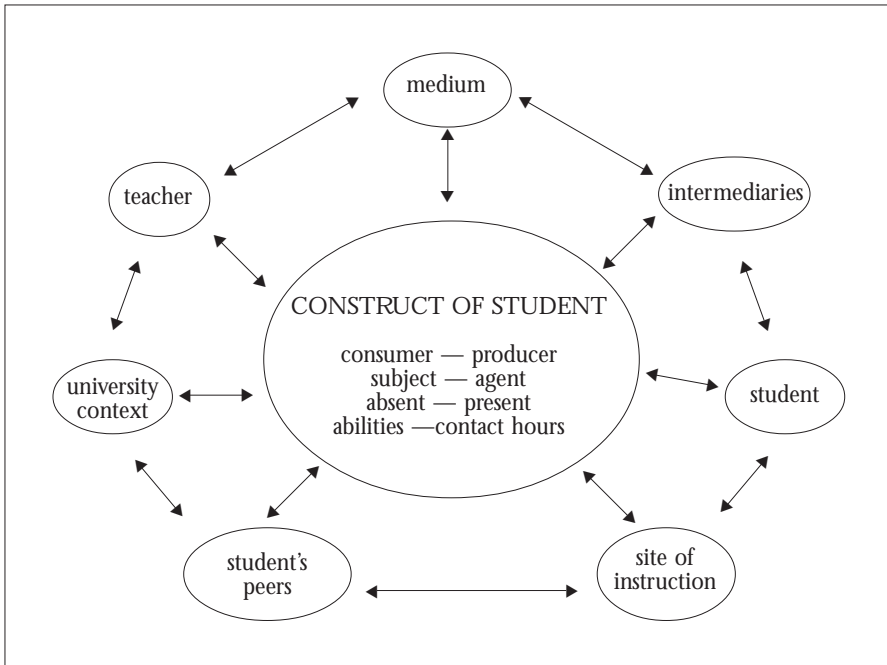 medium
teacher
intermediaries
CONSTRUCT OF STUDENT
consumer — producer
subject — agent
absent — present
abilities —contact hours
university
context
student
student's
peers
site of
instruction